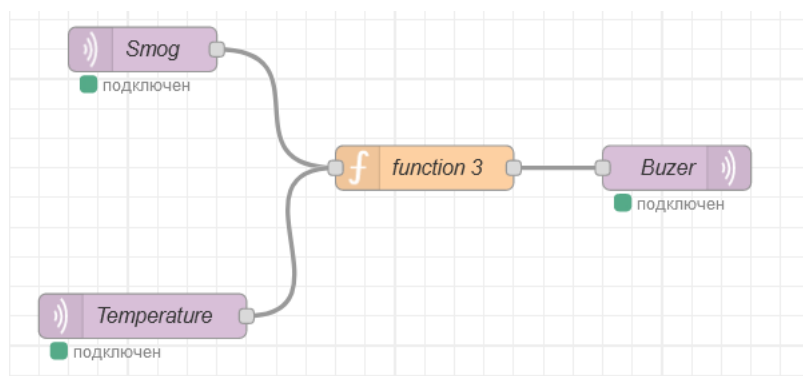 Smog
подключен
function 3
Buzer
подключен
Temperature
подключен